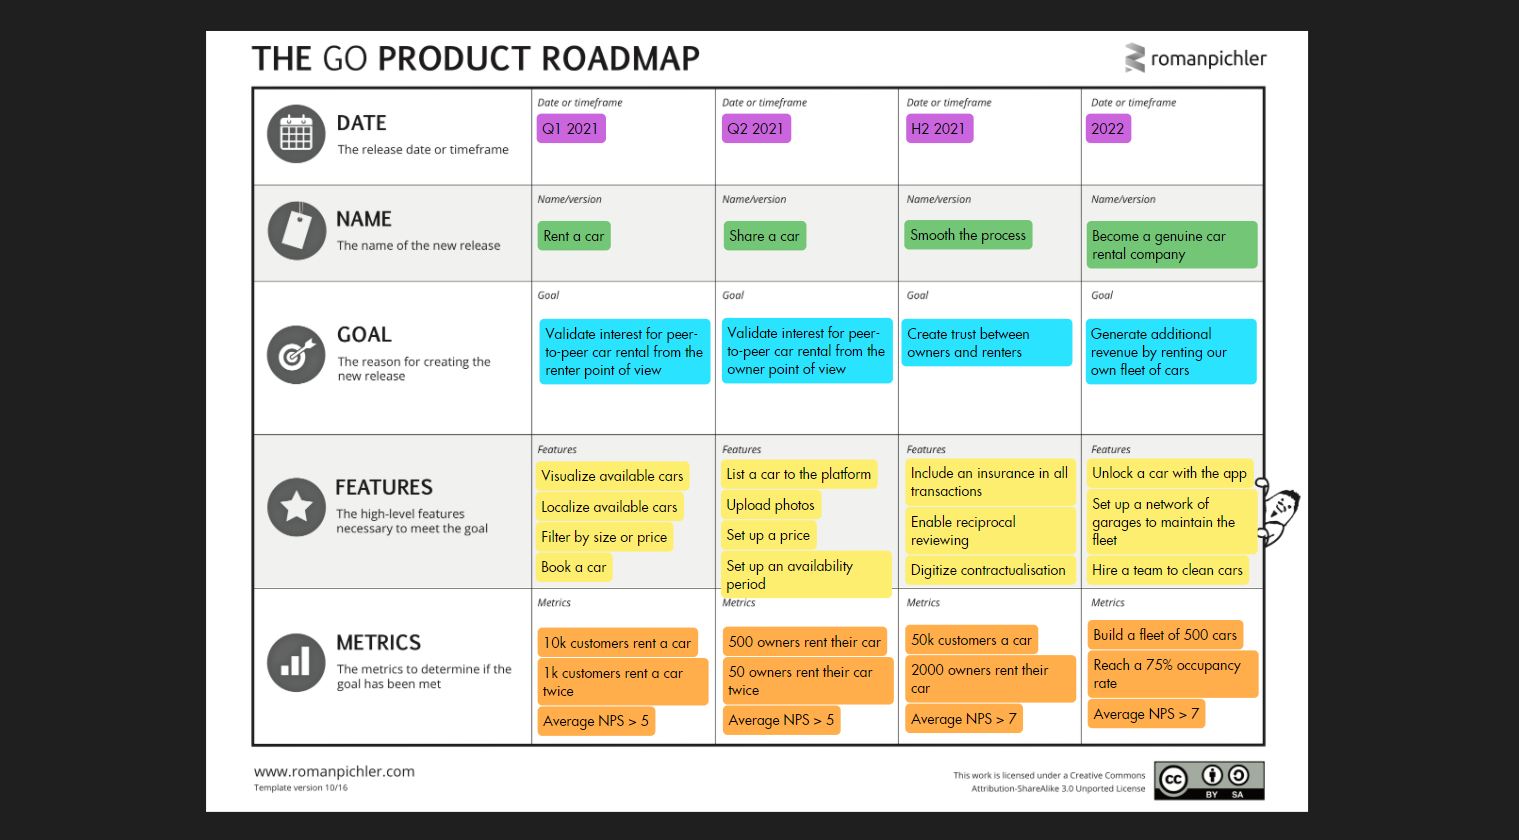 THE GO PRODUCT ROADMAP
romanpichler
DATE
The release date or timeframe
Date or timeframe
Q1 2021
Date or timeframe
Q2 2021
Date or timeframe
H2 2021
Date or timeframe
2022
NAME
The name of the new release
Name/version
Rent a car
Name/version
Share a car
Name/version
Smooth the process
Name/version
Become a genuine car
rental company
GOAL
The reason for creating the
new release
Goal
Validate interest for peer-
to-peer car rental from the
renter point of view
Goal
Validate interest for peer-
to-peer car rental from the
owner point of view
Goal
Create trust between
owners and renters
Goal
Generate additional
revenue by renting our
own fleet of cars
FEATURES
The high-level features
necessary to meet the goal
Features
Visualize available cars
Localize available cars
Filter by size or price
Book a car
Features
List a car to the platform
Upload photos
Set up a price
Set up an availability
period
Features
Include an insurance in all
transactions
Enable reciprocal
reviewing
Digitize contractualisation
Features
Unlock a car with the app
Set up a network of
garages to maintain the
fleet
Hire a team to clean cars
METRICS
The metrics to determine if the
goal has been met
Metrics
10k customers rent a car
1k customers rent a car
twice
Average NPS > 5
Metrics
500 owners rent their car
50 owners rent their car
twice
Average NPS > 5
Metrics
50k customers a car
2000 owners rent their
car
Average NPS > 7
Metrics
Build a fleet of 500 cars
Reach a 75% occupancy
rate
Average NPS > 7
www.romanpichler.com
Template version 10/16
This work is licensed under a Creative Commons
Attribution-ShareAlike 3.0 Unported License
cc
BY SA